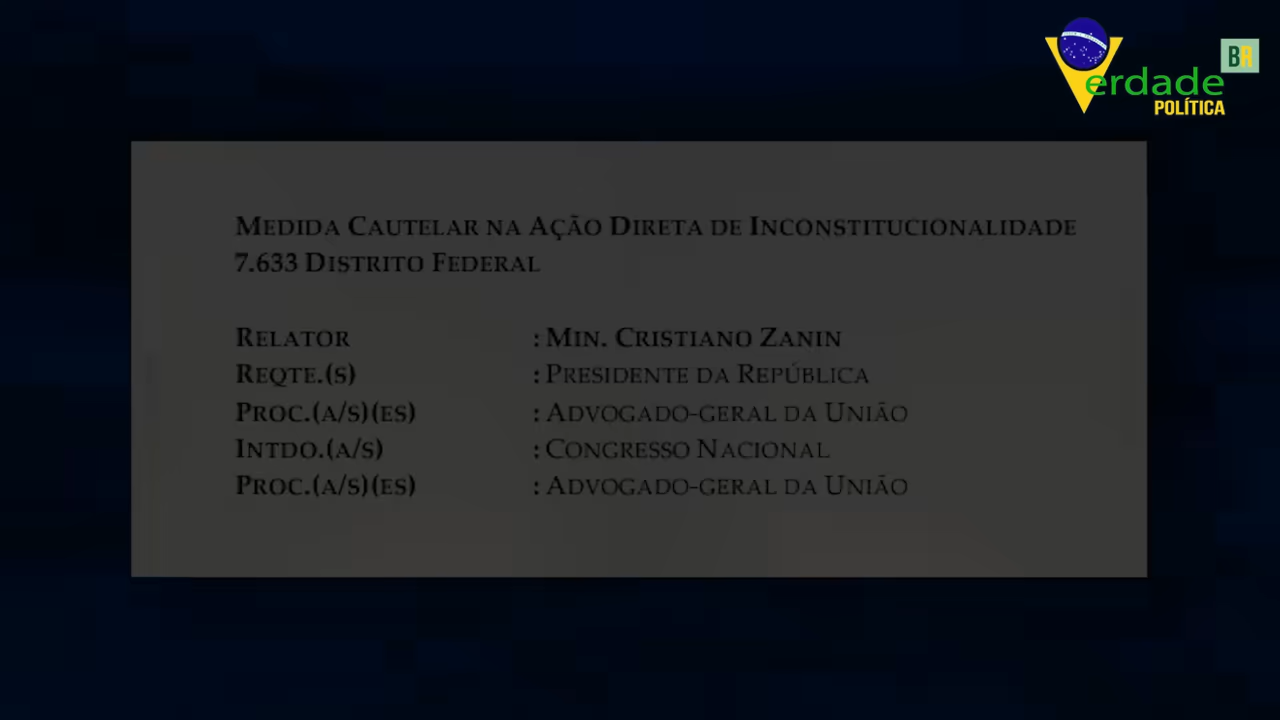 Verdade BR
POLÍTICA
MEDIDA CAUTELAR NA AÇÃO DIRETA DE INCONSTITUCIONALIDADE
7.633 DISTRITO FEDERAL
RELATOR : MIN. CRISTIANO ZANIN
REQTE.(S) : PRESIDENTE DA REPÚBLICA
PROC.(A/S)(ES) : ADVOGADO-GERAL DA UNIÃO
INTDO.(A/S) : CONGRESSO NACIONAL
PROC.(A/S)(ES) : ADVOGADO-GERAL DA UNIÃO